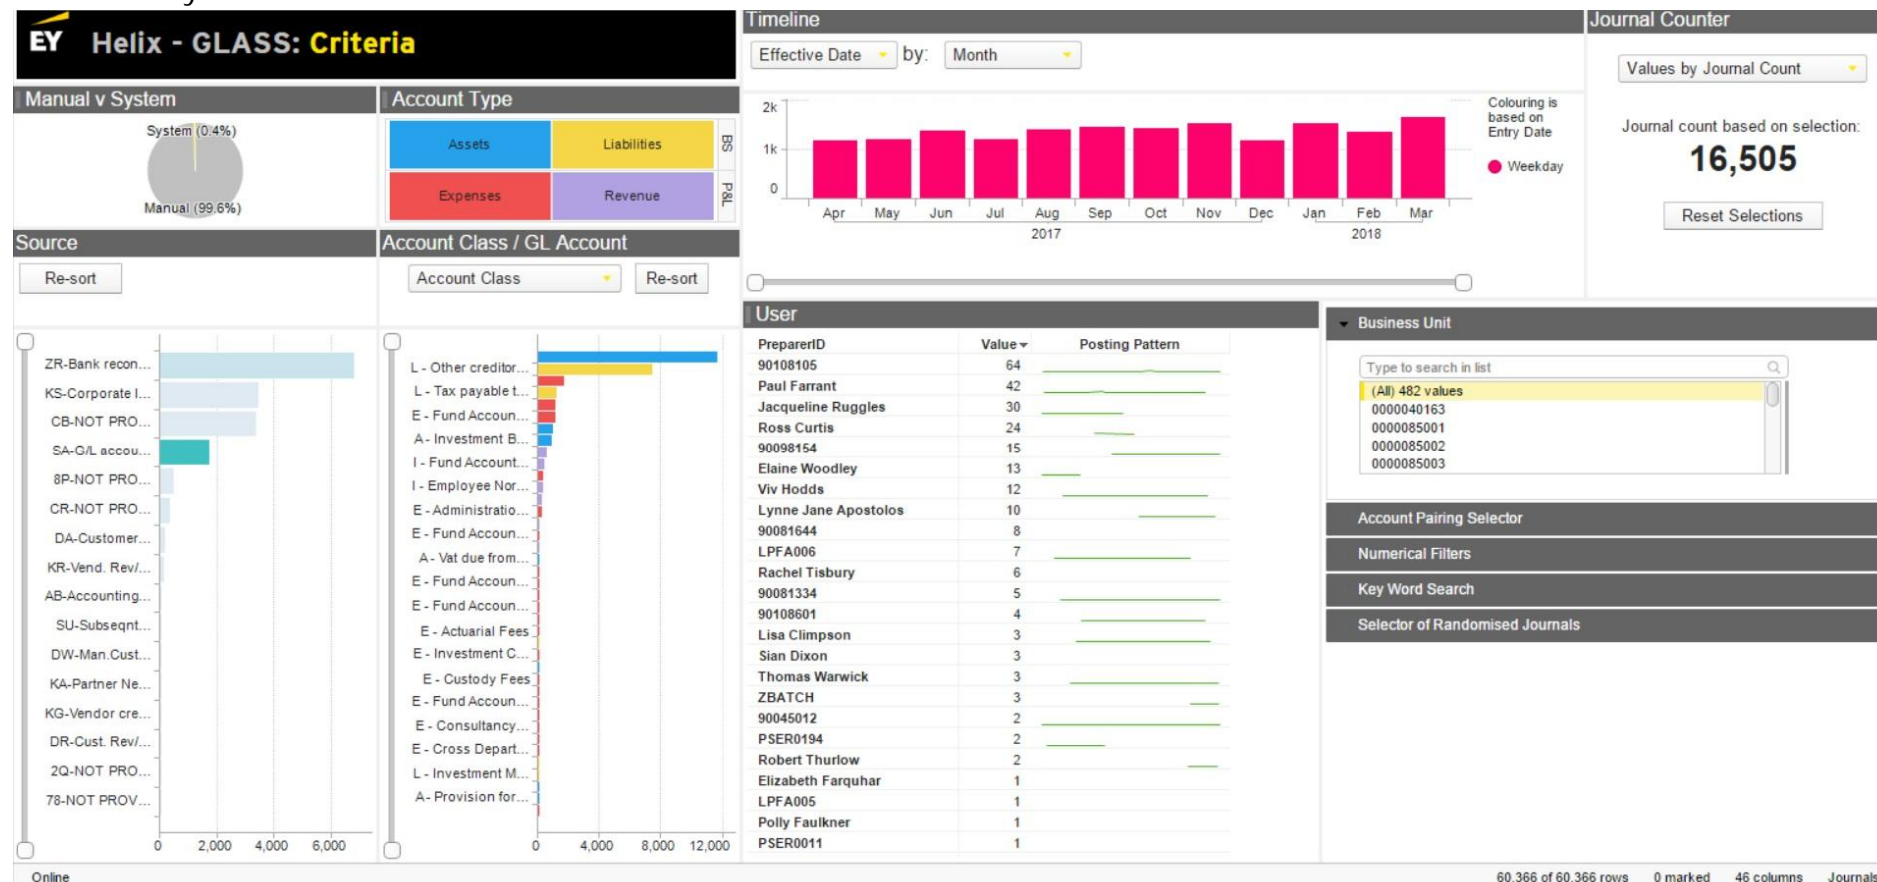 EY Helix - GLASS: Criteria
Manual v System
System (0.4%)
Manual (99.6%)
Account Type
Assets
Liabilities
BS
Expenses
Revenue
P&L
Source
Re-sort
ZR-Bank recon...
KS-Corporate I...
CB-NOT PRO...
SA-G/L accou...
8P-NOT PRO...
CR-NOT PRO...
DA-Customer...
KR-Vend. Rev/...
AB-Accounting...
SU-Subseqnt...
DW-Man.Cust...
KA-Partner Ne...
KG-Vendor cre...
DR-Cust. Rev/...
2Q-NOT PRO...
78-NOT PROV...
0 2,000 4,000 6,000
Account Class / GL Account
Account Class
Re-sort
L - Other creditor...
L - Tax payable t...
E - Fund Accoun...
A - Investment B...
I - Fund Account...
I - Employee Nor...
E - Administratio...
E - Fund Accoun...
A - Vat due from...
E - Fund Accoun...
E - Fund Accoun...
E - Actuarial Fees
E - Investment C...
E - Custody Fees
E - Fund Accoun...
E - Consultancy...
E - Cross Depart...
L - Investment M...
A - Provision for...
0 4,000 8,000 12,000
Timeline
Effective Date by: Month
2k
1k
0
Apr May Jun Jul Aug Sep Oct Nov Dec Jan Feb Mar
2017 2018
Colouring is
based on
Entry Date
Weekday
Journal Counter
Values by Journal Count
Journal count based on selection:
16,505
Reset Selections
User
PreparerID Value Posting Pattern
90108105 64
Paul Farrant 42
Jacqueline Ruggles 30
Ross Curtis 24
90098154 15
Elaine Woodley 13
Viv Hodds 12
Lynne Jane Apostolos 10
90081644 8
LPFA006 7
Rachel Tisbury 6
90081334 5
90108601 4
Lisa Climpson 3
Sian Dixon 3
Thomas Warwick 3
ZBATCH 3
90045012 2
PSER0194 2
Robert Thurlow 2
Elizabeth Farquhar 1
LPFA005 1
Polly Faulkner 1
PSER0011 1
Business Unit
Type to search in list
(All) 482 values
0000040163
0000085001
0000085002
0000085003
Account Pairing Selector
Numerical Filters
Key Word Search
Selector of Randomised Journals
Online
60,366 of 60,366 rows 0 marked 46 columns Journals